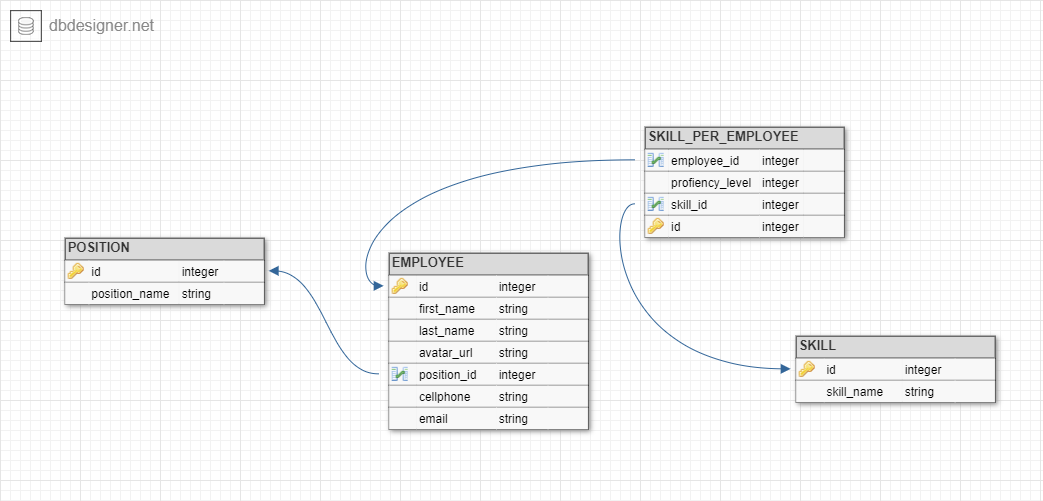 dbdesigner.net
SKILL_PER_EMPLOYEE
employee_id integer
profiency_level integer
skill_id integer
id integer
POSITION
id integer
position_name string
EMPLOYEE
id integer
first_name string
last_name string
avatar_url string
position_id integer
cellphone string
email string
SKILL
id integer
skill_name string